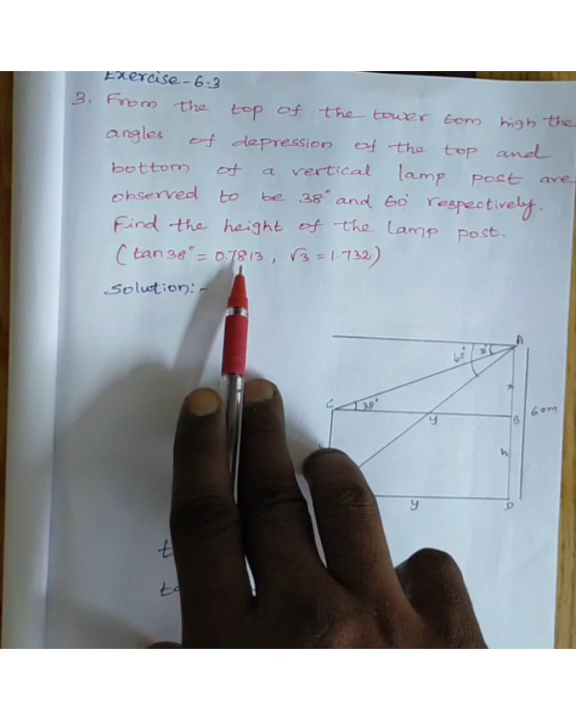 Exercise-6.3
3. From the top of the tower 60m high the
angles of depression of the top and
bottom of a vertical lamp post are
observed to be 38° and 60° respectively.
Find the height of the lamp post.
(tan 38° = 0.7813, √3 = 1.732)
Solution:-
A
60°
x
C
38°
B
60m
y
h
y
D